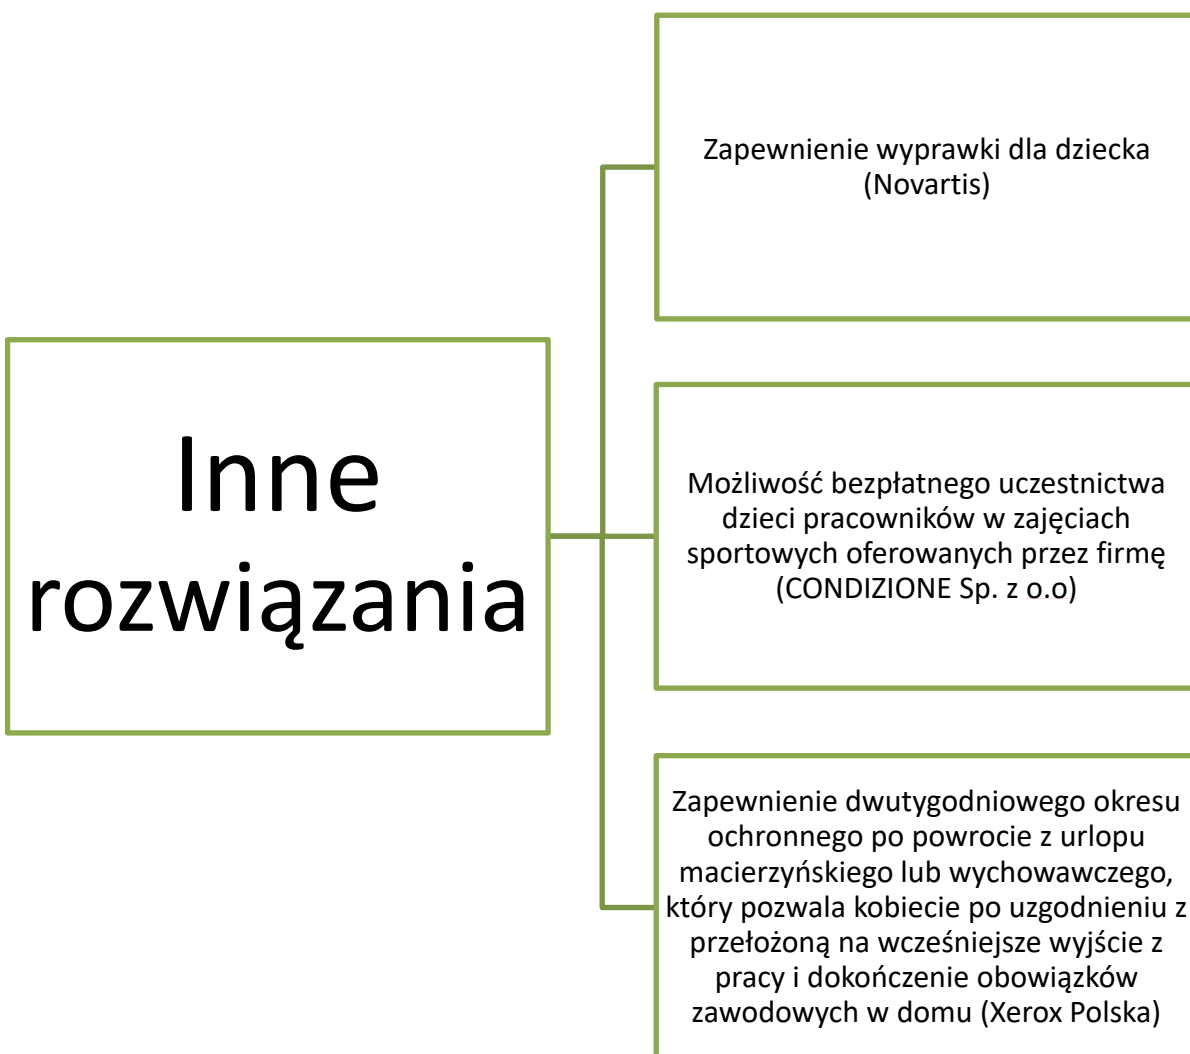 Inne
rozwiązania
Zapewnienie wyprawki dla dziecka
(Novartis)
Możliwość bezpłatnego uczestnictwa
dzieci pracowników w zajęciach
sportowych oferowanych przez firmę
(CONDIZIONE Sp. z o.o)
Zapewnienie dwutygodniowego okresu
ochronnego po powrocie z urlopu
macierzyńskiego lub wychowawczego,
który pozwala kobiecie po uzgodnieniu z
przełożoną na wcześniejsze wyjście z
pracy i dokończenie obowiązków
zawodowych w domu (Xerox Polska)